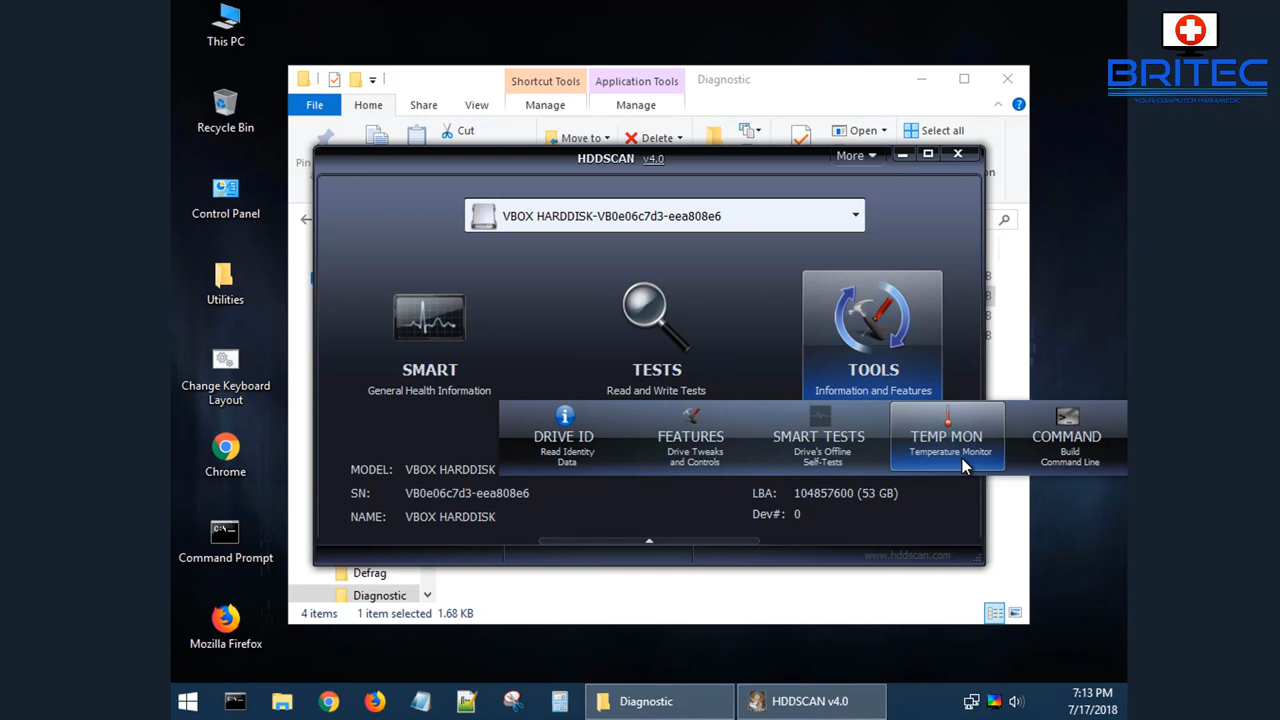 This PC
Recycle Bin
Control Panel
Utilities
Change Keyboard
Layout
Chrome
Command Prompt
Mozilla Firefox
BRITEC
YOUR COMPUTER PARAMEDIC
Shortcut Tools
Application Tools
Diagnostic
File
Home
Share
View
Manage
Manage
Cut
Move to
Delete
Open
Select all
HDDSCAN v4.0
More
VBOX HARDDISK-VB0e06c7d3-eea808e6
SMART
General Health Information
TESTS
Read and Write Tests
TOOLS
Information and Features
DRIVE ID
Read Identity
Data
FEATURES
Drive Tweaks
and Controls
SMART TESTS
Drive's Offline
Self-Tests
TEMP MON
Temperature Monitor
COMMAND
Build
Command Line
MODEL: VBOX HARDDISK
SN: VB0e06c7d3-eea808e6
NAME: VBOX HARDDISK
LBA: 104857600 (53 GB)
Dev#: 0
www.hddscan.com
Defrag
Diagnostic
4 items 1 item selected 1.68 KB
Diagnostic
HDDSCAN v4.0
7:13 PM
7/17/2018